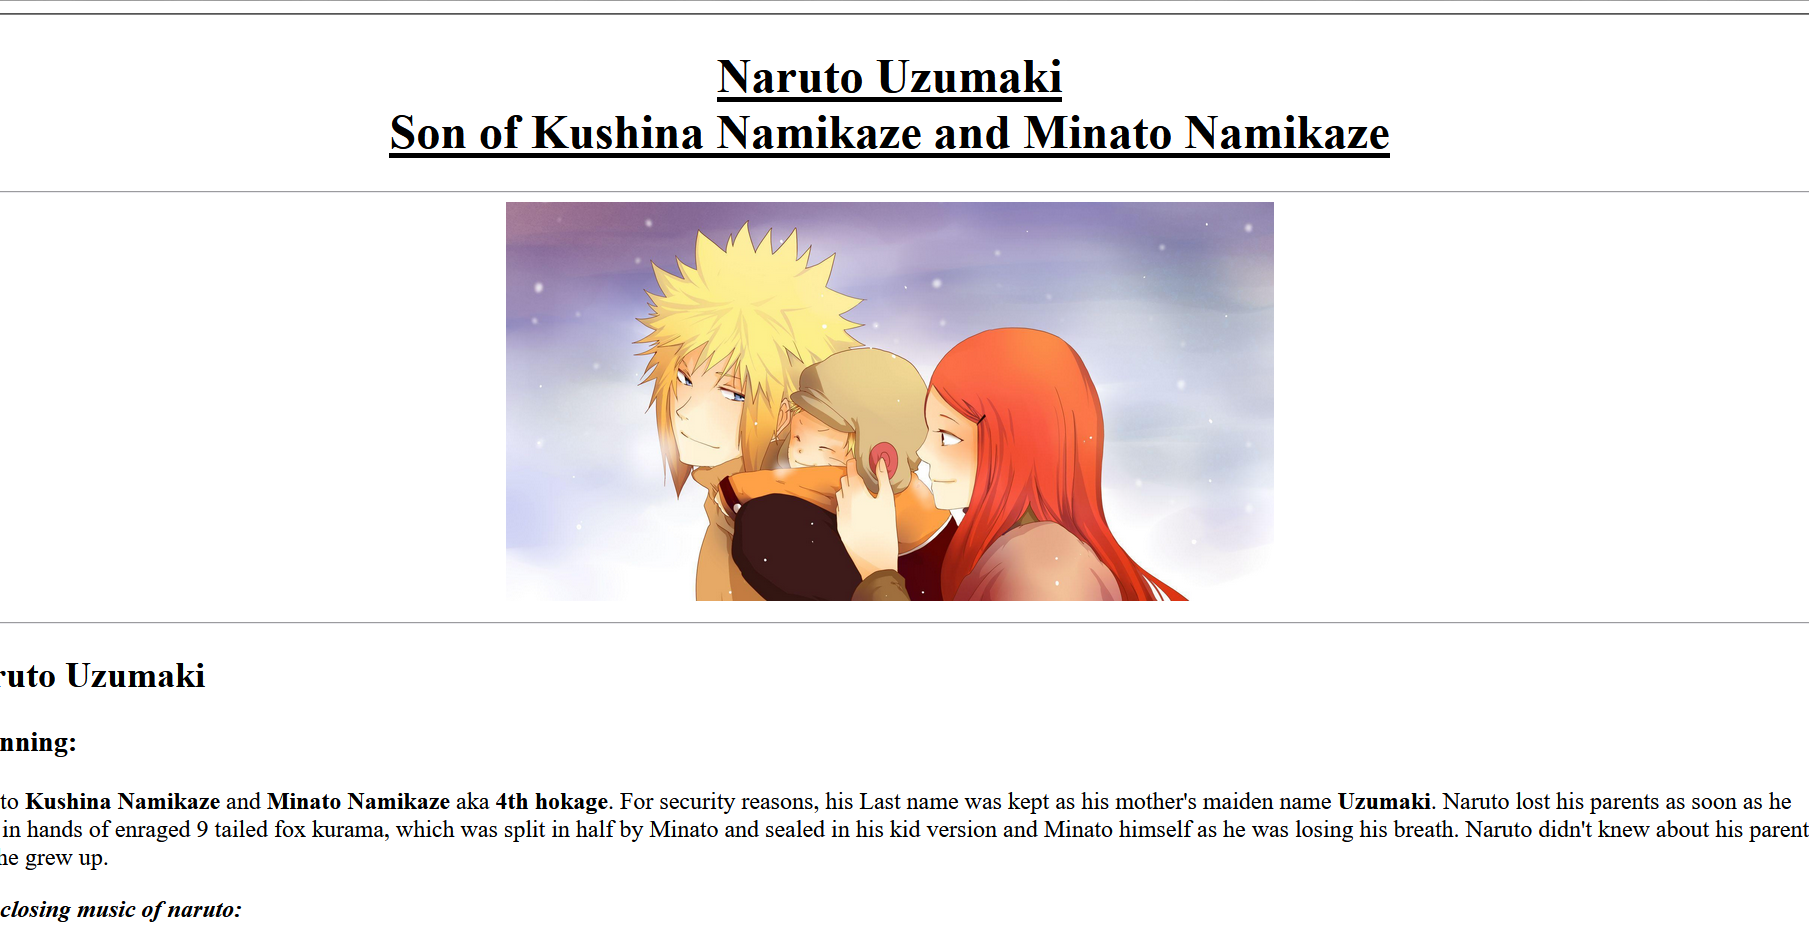 Naruto Uzumaki
Son of Kushina Namikaze and Minato Namikaze
ruto Uzumaki
nning:
to Kushina Namikaze and Minato Namikaze aka 4th hokage. For security reasons, his Last name was kept as his mother's maiden name Uzumaki. Naruto lost his parents as soon as he
in hands of enraged 9 tailed fox kurama, which was split in half by Minato and sealed in his kid version and Minato himself as he was losing his breath. Naruto didn't knew about his parent
he grew up.
closing music of naruto: